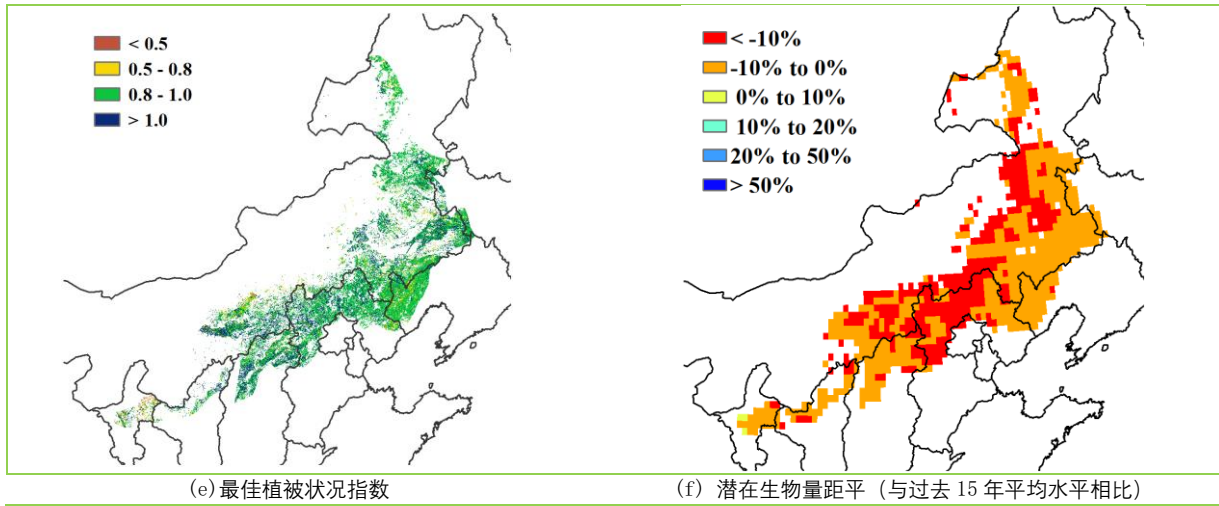 < 0.5
0.5 - 0.8
0.8 - 1.0
> 1.0
< -10%
-10% to 0%
0% to 10%
10% to 20%
20% to 50%
> 50%
(e)最佳植被状况指数
(f) 潜在生物量距平（与过去 15 年平均水平相比）